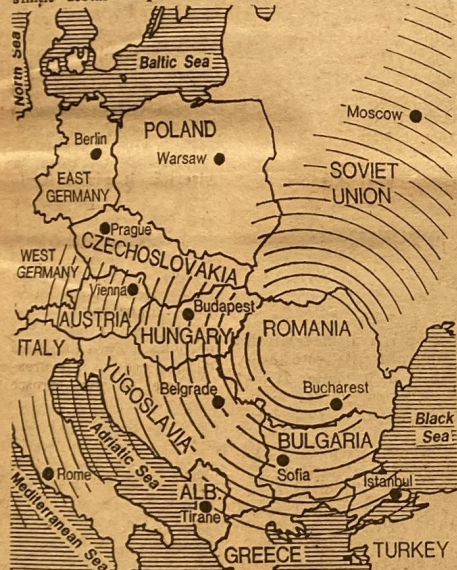 North Sea
Baltic Sea
Moscow
POLAND
Berlin
Warsaw
EAST
GERMANY
SOVIET
UNION
Prague
CZECHOSLOVAKIA
WEST
GERMANY
Vienna
Budapest
AUSTRIA
HUNGARY
ROMANIA
ITALY
YUGOSLAVIA
Belgrade
Bucharest
Black
Sea
Adriatic Sea
BULGARIA
Sofia
Rome
Istanbul
ALB.
Tirane
Mediterranean Sea
GREECE
TURKEY